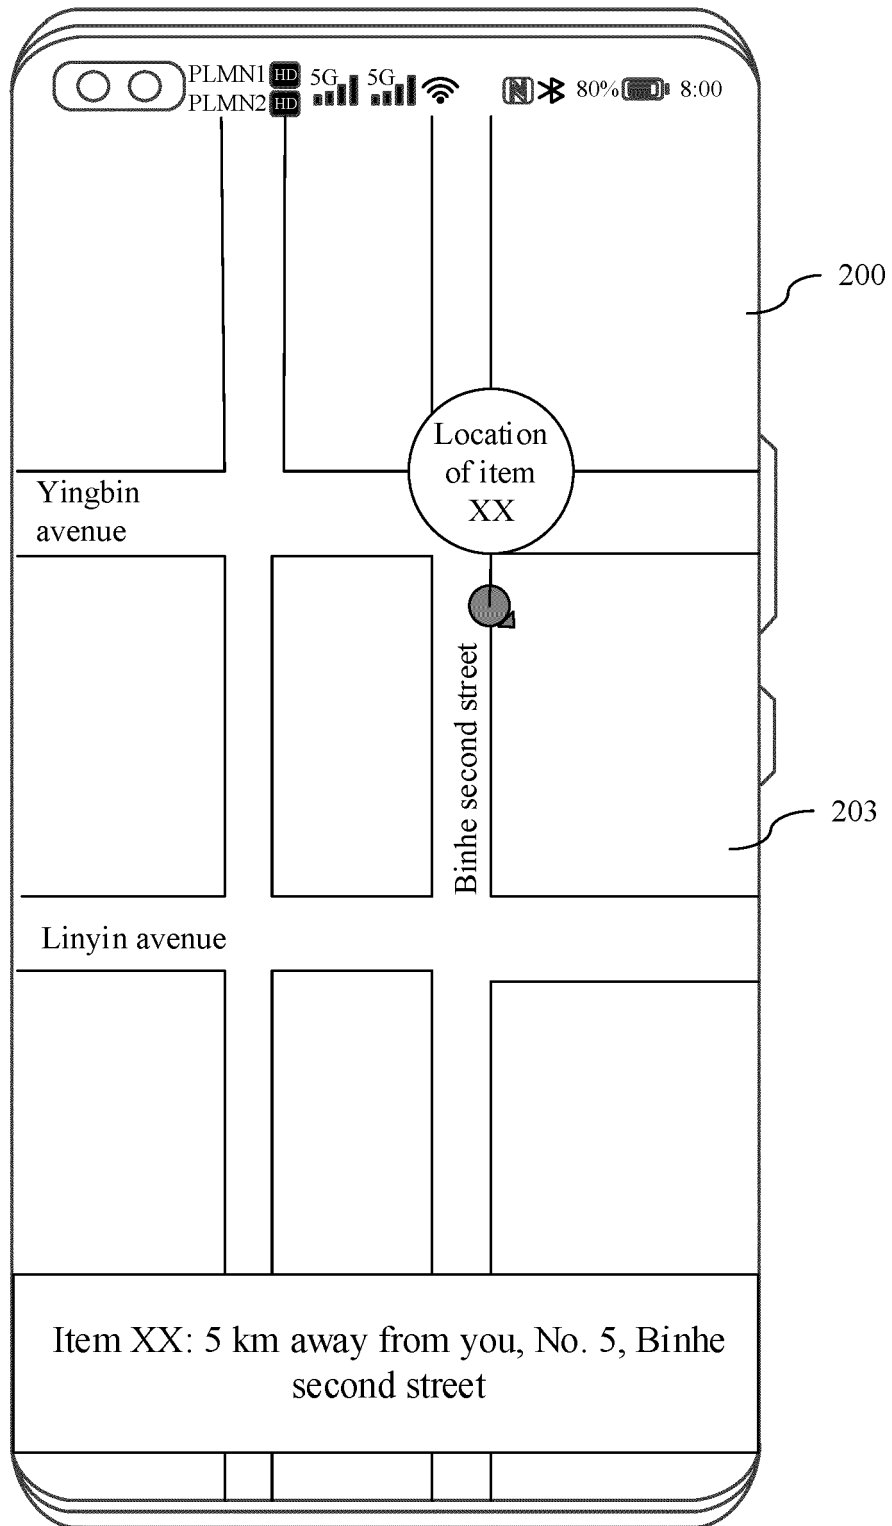 PLMN1 HD
PLMN2 HD
5G 5G N 80% 8:00
200
Location
of item
XX
Yingbin
avenue
Binhe second street
203
Linyin avenue
Item XX: 5 km away from you, No. 5, Binhe
second street